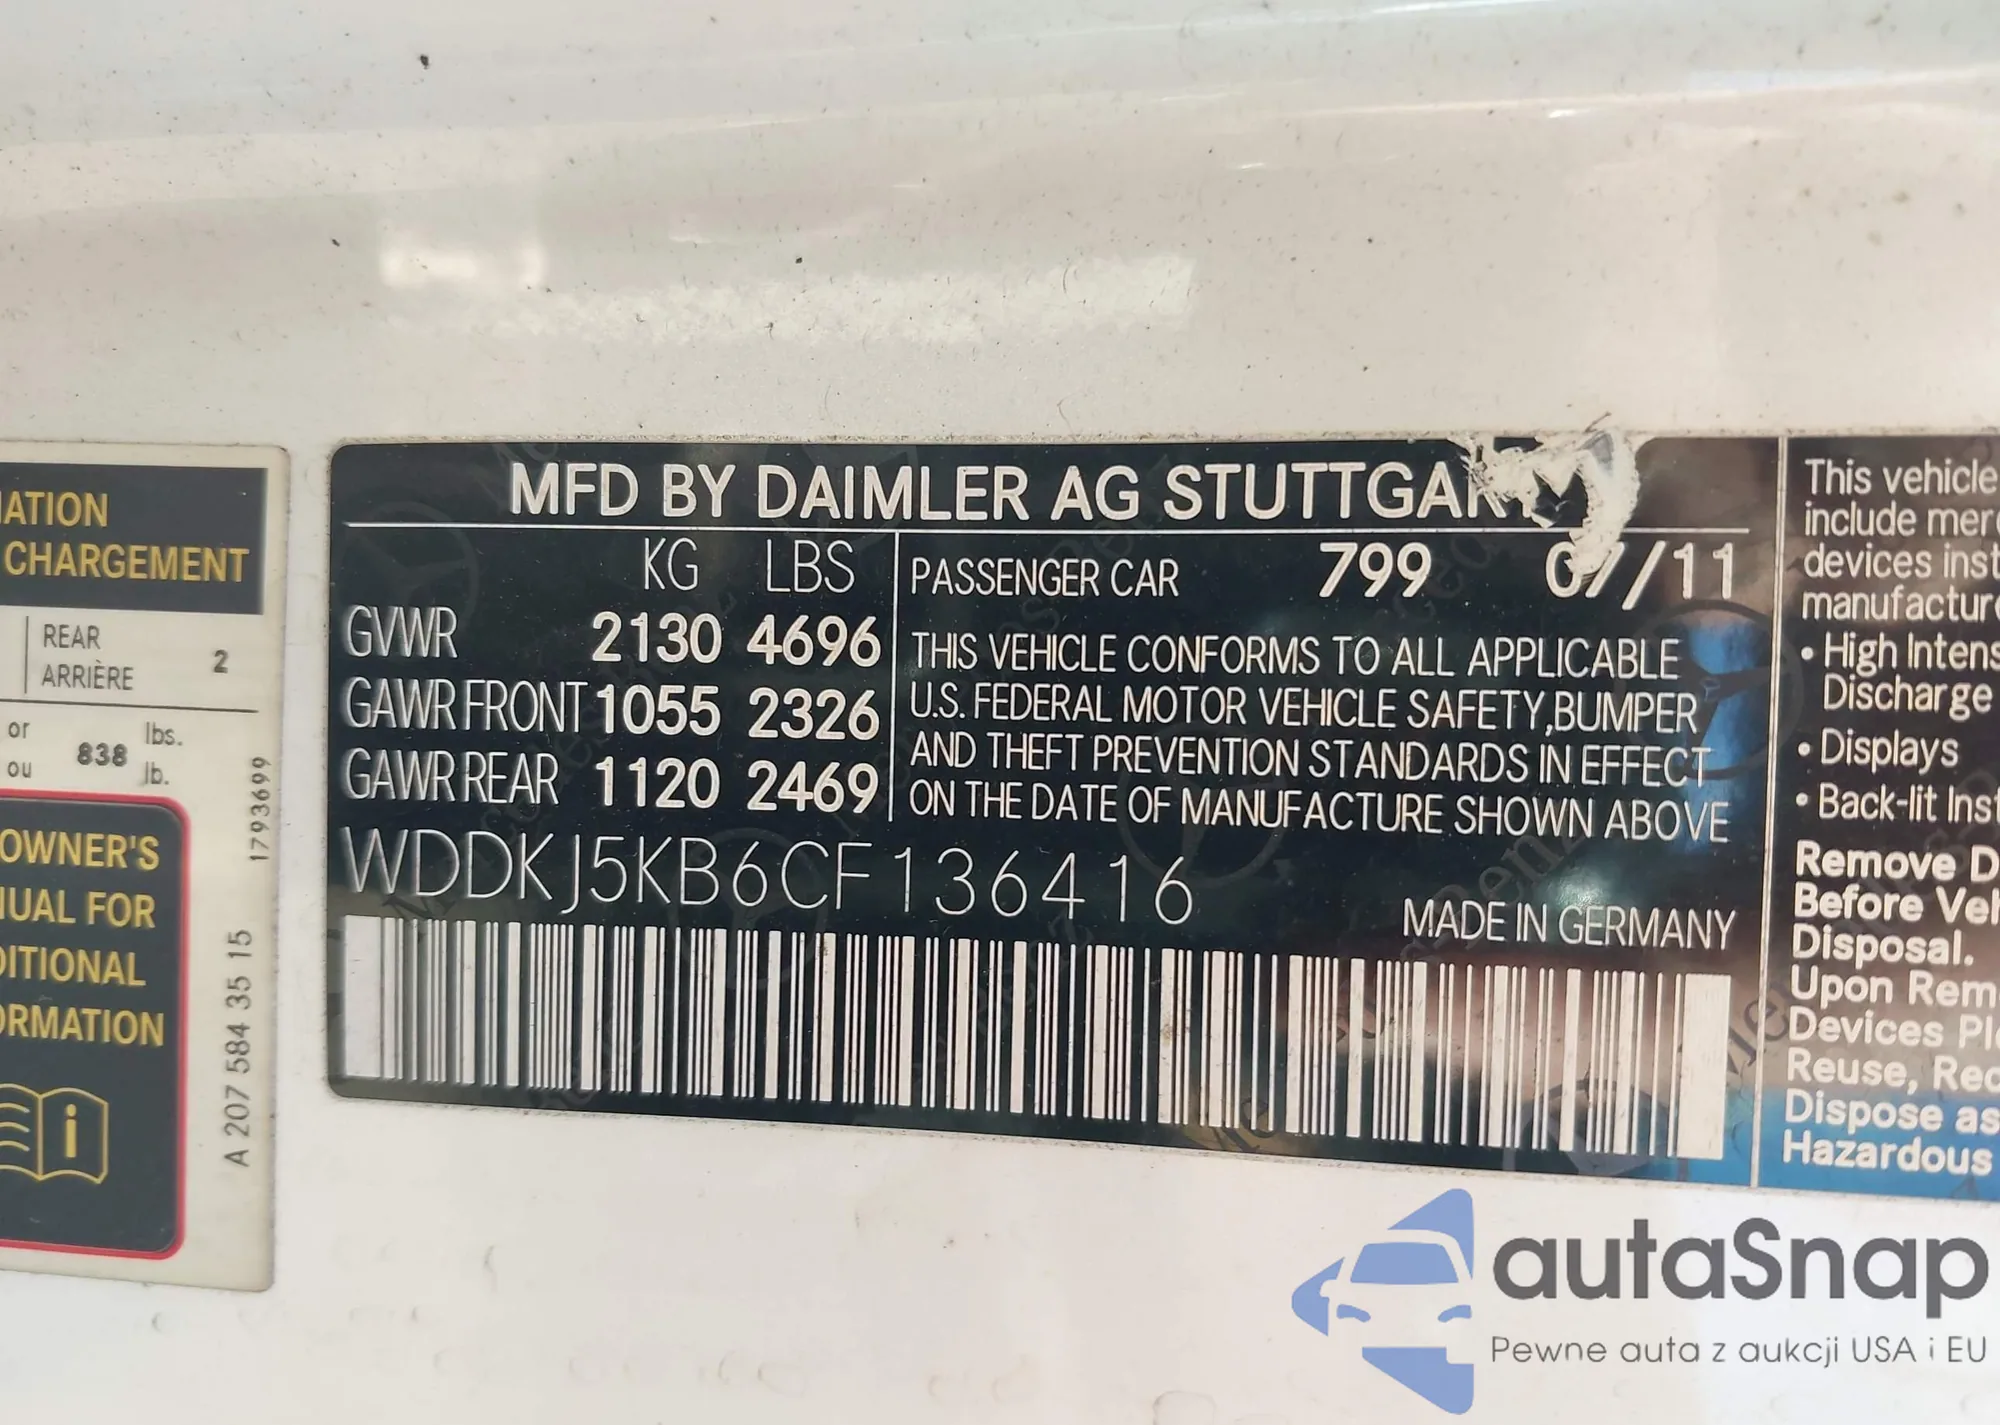 MATION
CHARGEMENT
REAR
ARRIÈRE
2
or
ou
838
lbs.
lb.
OWNER'S
NUAL FOR
DITIONAL
ORMATION
i
1793699
A 207 584 35 15
MFD BY DAIMLER AG STUTTGAR
KG LBS
GVWR 2130 4696
GAWR FRONT 1055 2326
GAWR REAR 1120 2469
PASSENGER CAR 799 07/11
THIS VEHICLE CONFORMS TO ALL APPLICABLE
U.S. FEDERAL MOTOR VEHICLE SAFETY,BUMPER
AND THEFT PREVENTION STANDARDS IN EFFECT
ON THE DATE OF MANUFACTURE SHOWN ABOVE
WDDKJ5KB6CF136416
MADE IN GERMANY
This vehicle
include merc
devices inst
manufacture
• High Intens
Discharge
• Displays
• Back-lit Inst
Remove D
Before Veh
Disposal.
Upon Rem
Devices Ple
Reuse, Rec
Dispose as
Hazardous
autaSnap
Pewne auta z aukcji USA i EU